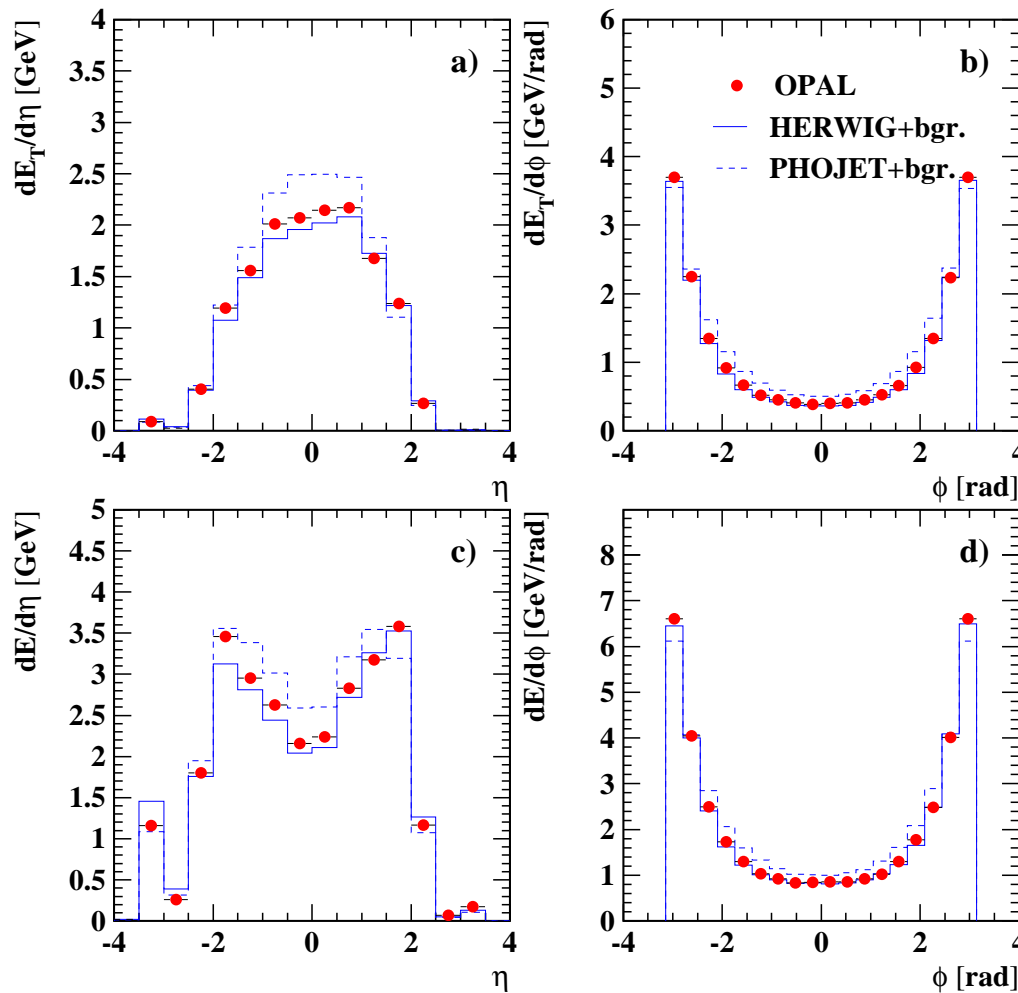 dE_T/dη [GeV]
4
3.5
3
2.5
2
1.5
1
0.5
0
a)
-4 -2 0 2 4
η
dE_T/dϕ [GeV/rad]
6
5
4
3
2
1
0
b)
OPAL
HERWIG+bgr.
PHOJET+bgr.
-4 -2 0 2 4
ϕ [rad]
dE/dη [GeV]
5
4.5
4
3.5
3
2.5
2
1.5
1
0.5
0
c)
-4 -2 0 2 4
η
dE/dϕ [GeV/rad]
8
7
6
5
4
3
2
1
0
d)
-4 -2 0 2 4
ϕ [rad]